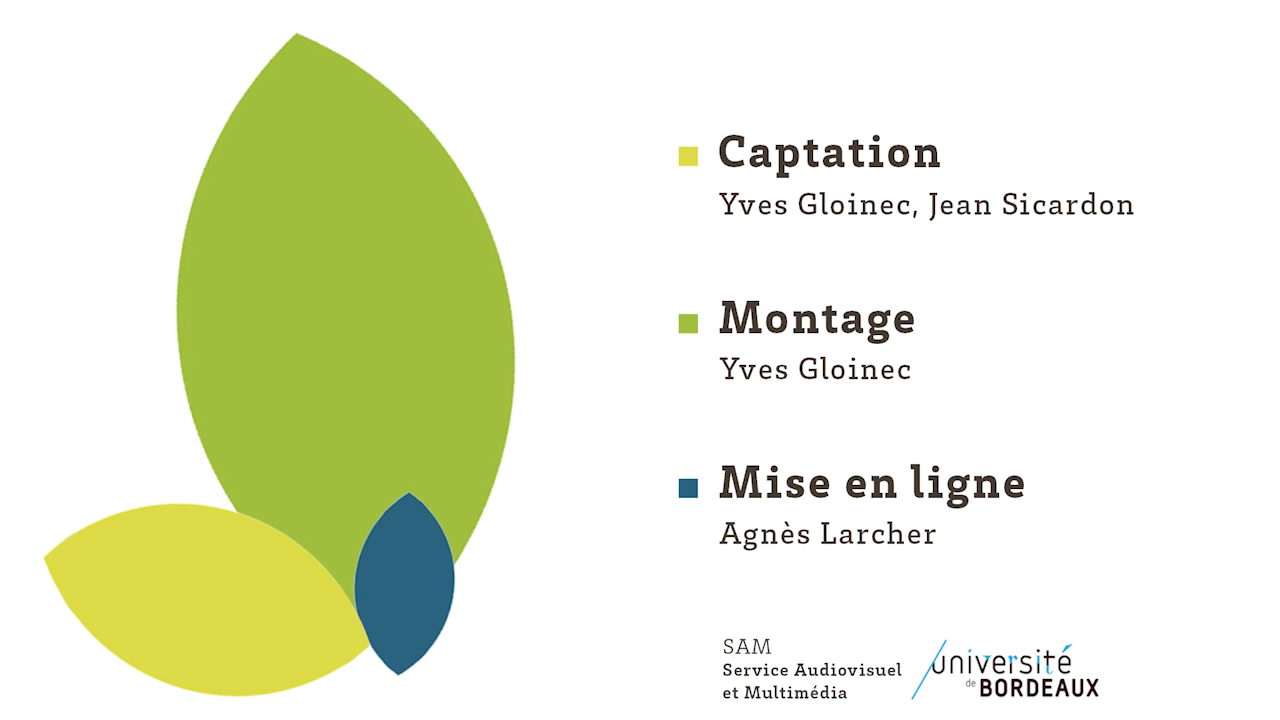 Captation
Yves Gloinec, Jean Sicardon
Montage
Yves Gloinec
Mise en ligne
Agnès Larcher
SAM
Service Audiovisuel
et Multimédia
université
de BORDEAUX